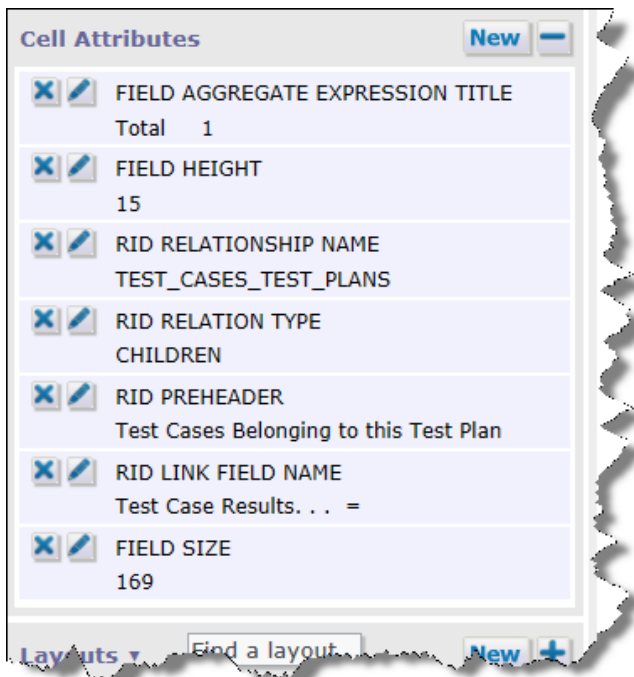 Cell Attributes New
FIELD AGGREGATE EXPRESSION TITLE
Total 1
FIELD HEIGHT
15
RID RELATIONSHIP NAME
TEST_CASES_TEST_PLANS
RID RELATION TYPE
CHILDREN
RID PREHEADER
Test Cases Belonging to this Test Plan
RID LINK FIELD NAME
Test Case Results. . . =
FIELD SIZE
169
Layouts Find a layout New